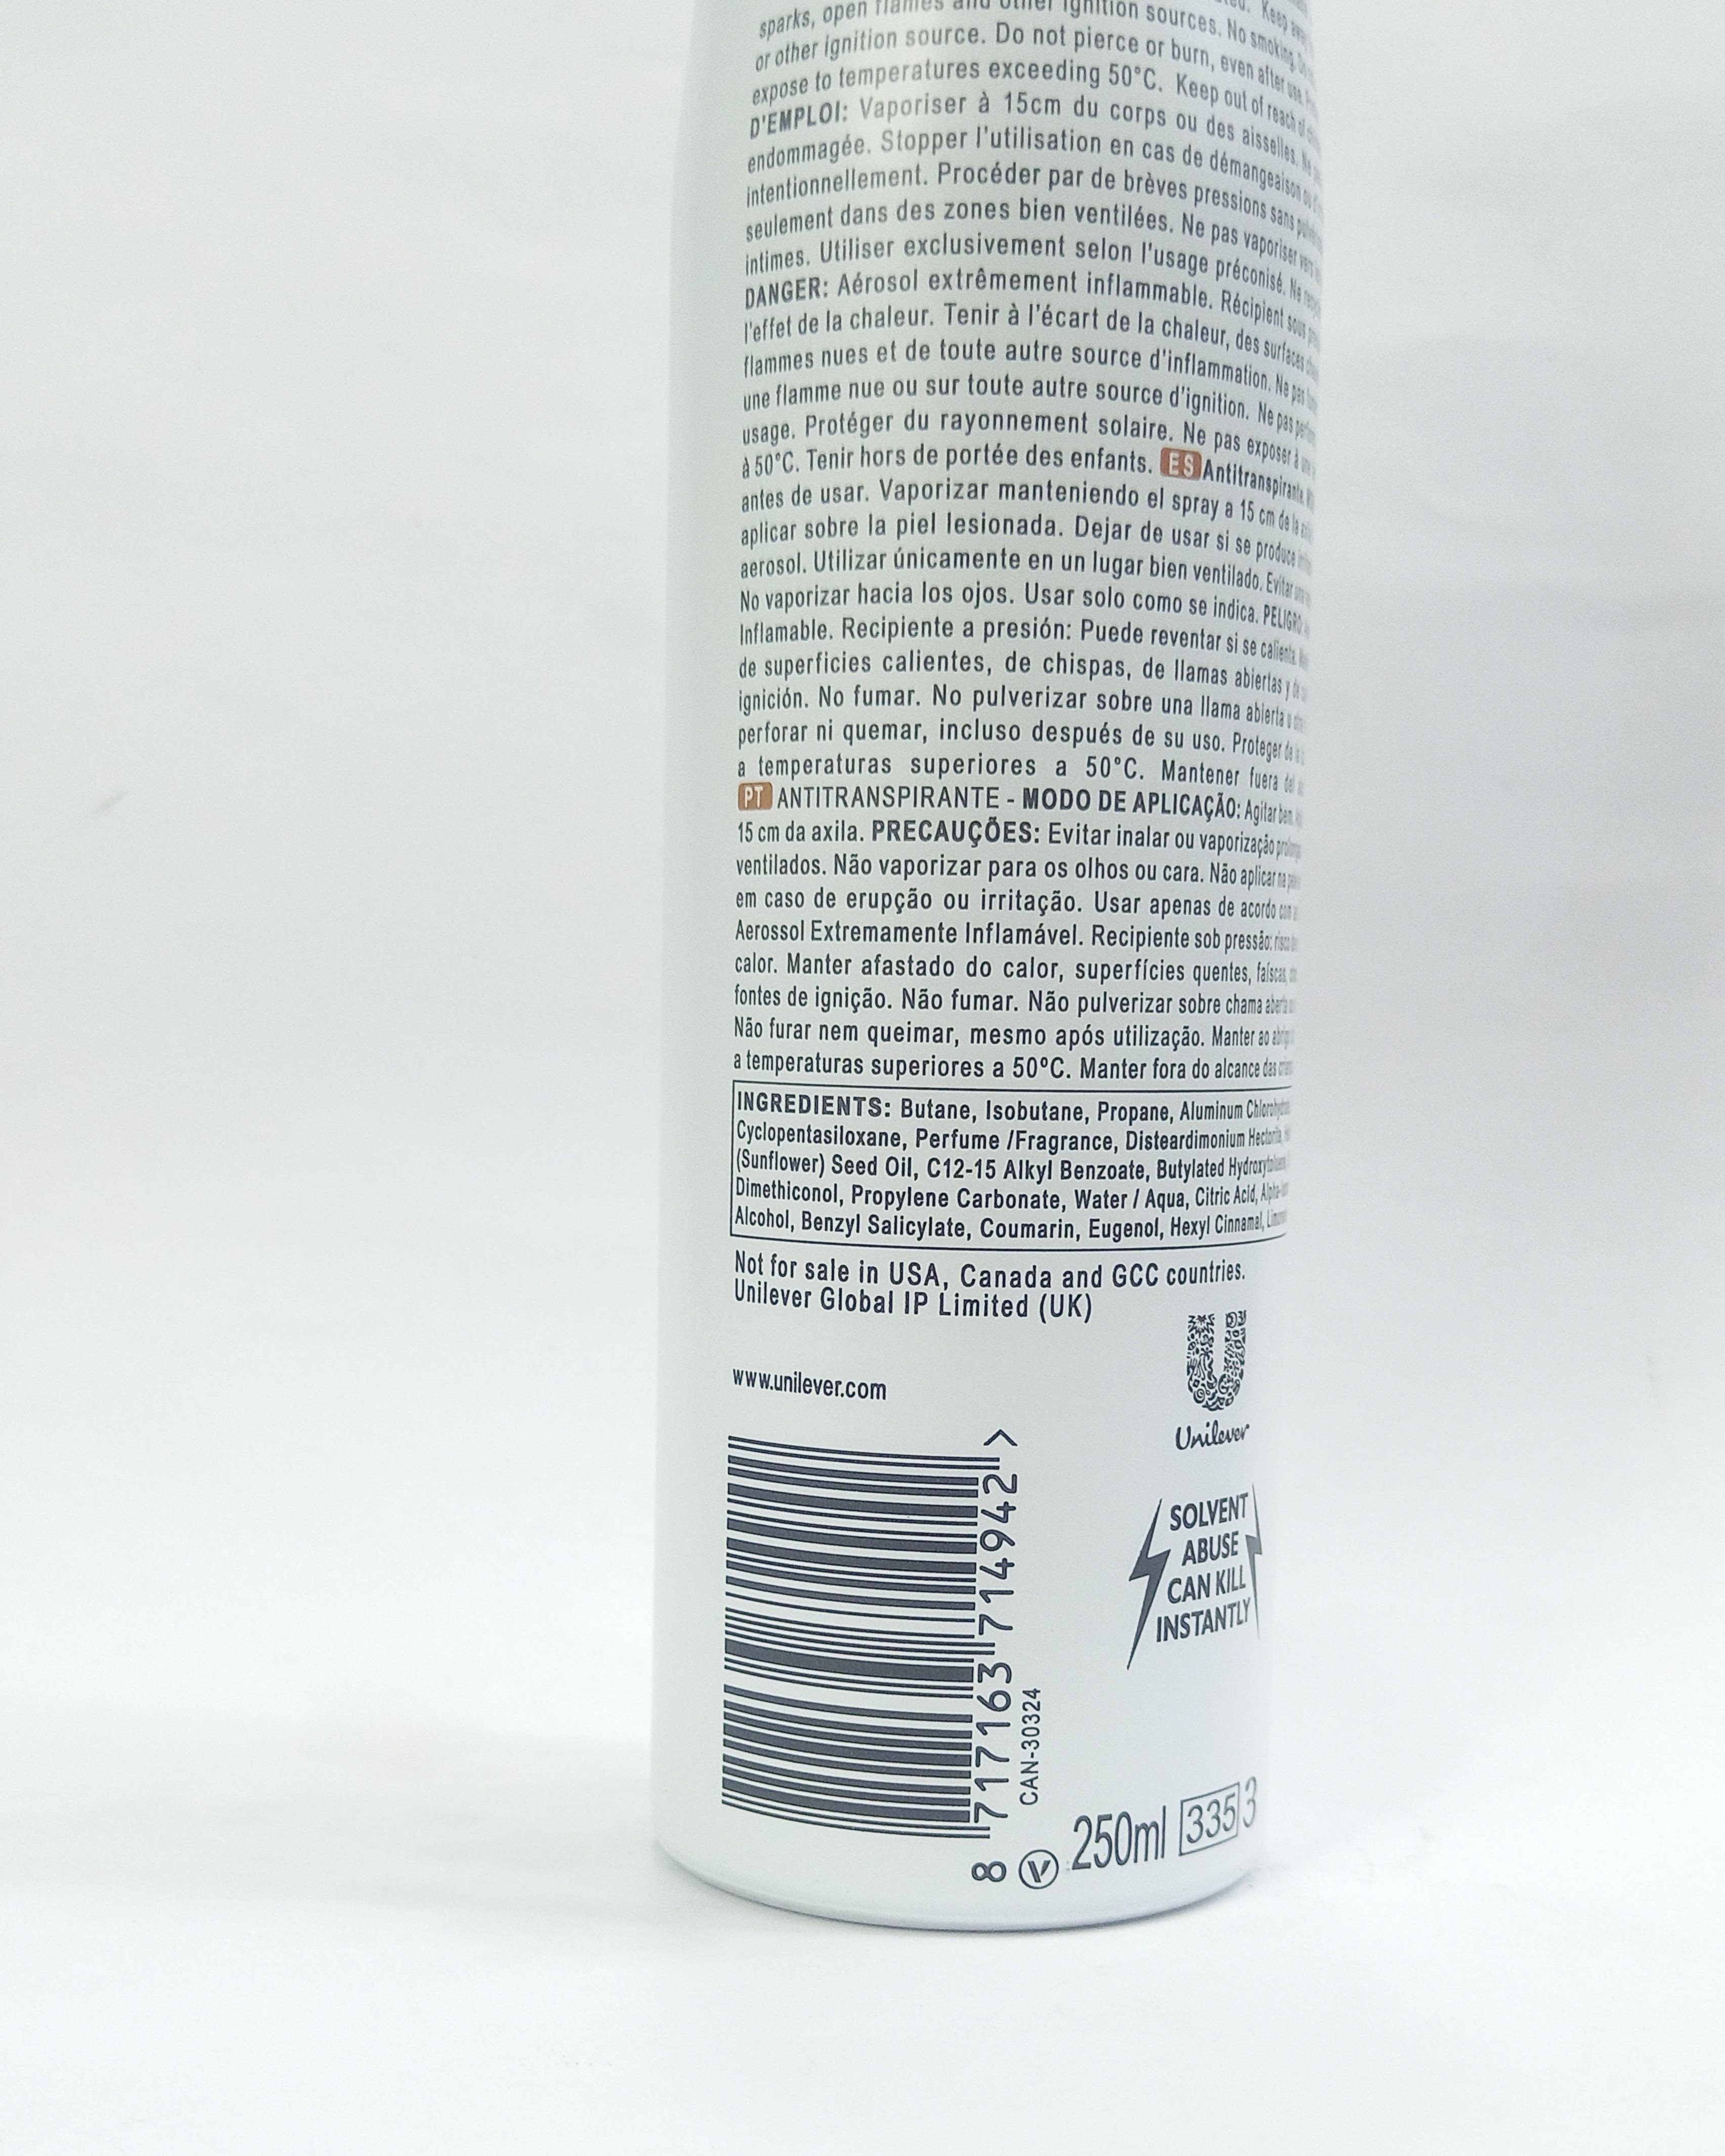 sparks, open flames and other ignition sources. No smoking.
or other ignition source. Do not pierce or burn, even after use.
expose to temperatures exceeding 50°C. Keep out of reach of
D'EMPLOI: Vaporiser à 15cm du corps ou des aisselles. Ne
endommagée. Stopper l'utilisation en cas de démangeaison ou
intentionnellement. Procéder par de brèves pressions sans
seulement dans des zones bien ventilées. Ne pas vaporiser vers
intimes. Utiliser exclusivement selon l'usage préconisé. Ne
DANGER: Aérosol extrêmement inflammable. Récipient sous
l'effet de la chaleur. Tenir à l'écart de la chaleur, des surfaces
flammes nues et de toute autre source d'inflammation. Ne pas
une flamme nue ou sur toute autre source d'ignition. Ne pas
usage. Protéger du rayonnement solaire. Ne pas exposer à
à 50°C. Tenir hors de portée des enfants. ES Antitranspirante.
antes de usar. Vaporizar manteniendo el spray a 15 cm de la
aplicar sobre la piel lesionada. Dejar de usar si se produce
aerosol. Utilizar únicamente en un lugar bien ventilado. Evitar
No vaporizar hacia los ojos. Usar solo como se indica. PELIGRO:
Inflamable. Recipiente a presión: Puede reventar si se calienta.
de superficies calientes, de chispas, de llamas abiertas y de
ignición. No fumar. No pulverizar sobre una llama abierta u
perforar ni quemar, incluso después de su uso. Proteger de
a temperaturas superiores a 50°C. Mantener fuera del
PT ANTITRANSPIRANTE - MODO DE APLICAÇÃO: Agitar bem.
15 cm da axila. PRECAUÇÕES: Evitar inalar ou vaporização
ventilados. Não vaporizar para os olhos ou cara. Não aplicar na
em caso de erupção ou irritação. Usar apenas de acordo com
Aerossol Extremamente Inflamável. Recipiente sob pressão: risco
calor. Manter afastado do calor, superfícies quentes, faíscas,
fontes de ignição. Não fumar. Não pulverizar sobre chama aberta
Não furar nem queimar, mesmo após utilização. Manter ao
a temperaturas superiores a 50ºC. Manter fora do alcance das
INGREDIENTS: Butane, Isobutane, Propane, Aluminum
Cyclopentasiloxane, Perfume /Fragrance, Disteardimonium Hectorite,
(Sunflower) Seed Oil, C12-15 Alkyl Benzoate, Butylated
Dimethiconol, Propylene Carbonate, Water / Aqua, Citric Acid,
Alcohol, Benzyl Salicylate, Coumarin, Eugenol, Hexyl Cinnamal,
Not for sale in USA, Canada and GCC countries.
Unilever Global IP Limited (UK)
www.unilever.com
Unilever
8 717163 714942 >
CAN-30324
SOLVENT
ABUSE
CAN KILL
INSTANTLY
V 250ml 335 3